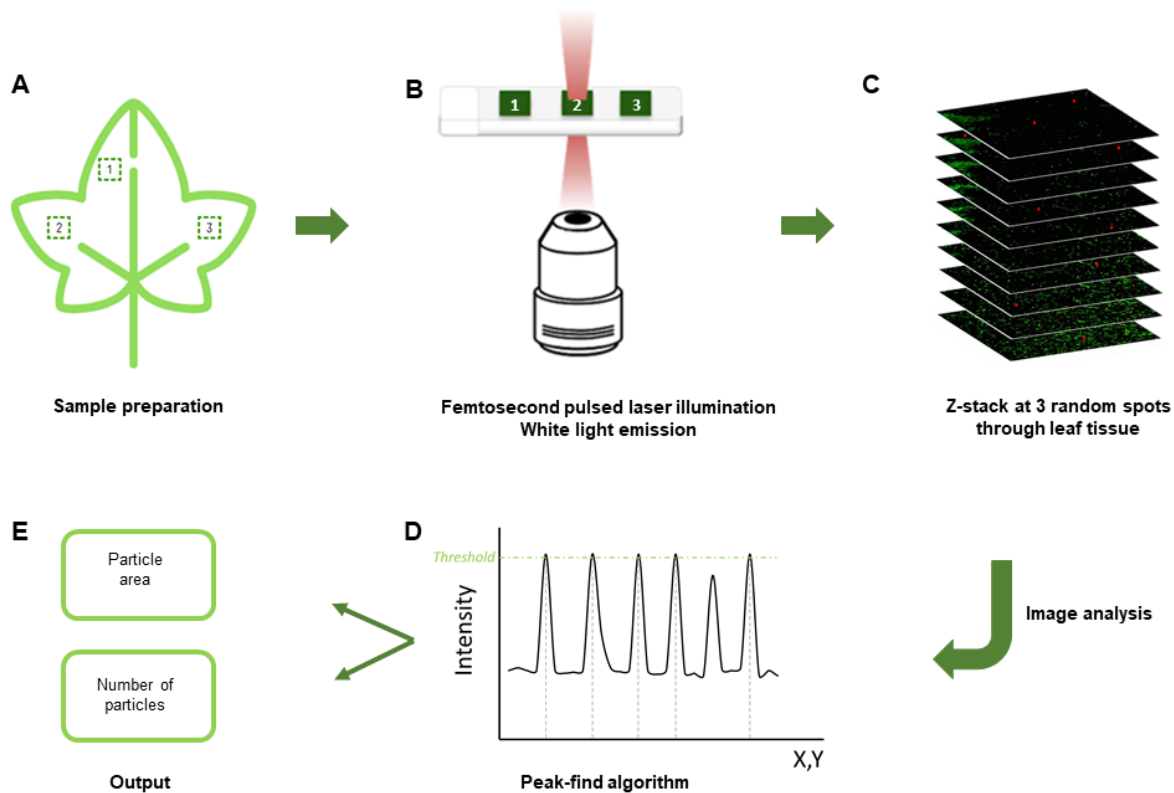 A
1
2
3
Sample preparation
B
1 2 3
Femtosecond pulsed laser illumination
White light emission
C
Z-stack at 3 random spots
through leaf tissue
Image analysis
D
Threshold
Intensity
X,Y
Peak-find algorithm
E
Particle
area
Number of
particles
Output